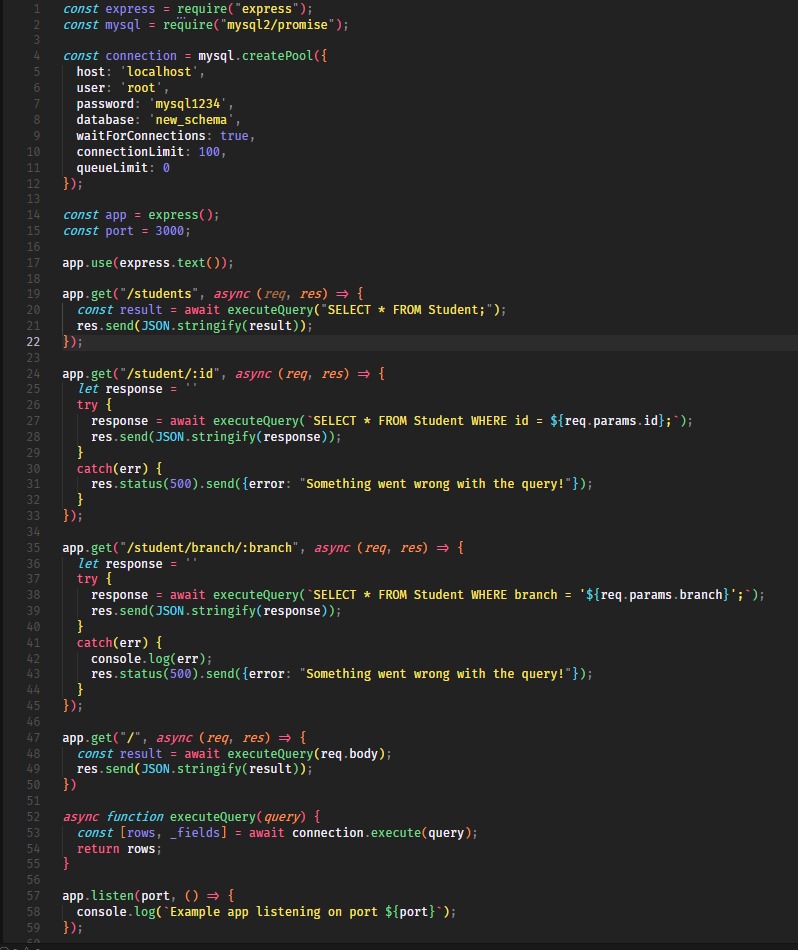 1 const express = require("express");
2 const mysql = require("mysql2/promise");
3
4 const connection = mysql.createPool({
5   host: 'localhost',
6   user: 'root',
7   password: 'mysql1234',
8   database: 'new_schema',
9   waitForConnections: true,
10   connectionLimit: 100,
11   queueLimit: 0
12 });
13
14 const app = express();
15 const port = 3000;
16
17 app.use(express.text());
18
19 app.get("/students", async (req, res) => {
20   const result = await executeQuery("SELECT * FROM Student;");
21   res.send(JSON.stringify(result));
22 });
23
24 app.get("/student/:id", async (req, res) => {
25   let response = ''
26   try {
27     response = await executeQuery(`SELECT * FROM Student WHERE id = ${req.params.id};`);
28     res.send(JSON.stringify(response));
29   }
30   catch(err) {
31     res.status(500).send({error: "Something went wrong with the query!"});
32   }
33 });
34
35 app.get("/student/branch/:branch", async (req, res) => {
36   let response = ''
37   try {
38     response = await executeQuery(`SELECT * FROM Student WHERE branch = '${req.params.branch}';`);
39     res.send(JSON.stringify(response));
40   }
41   catch(err) {
42     console.log(err);
43     res.status(500).send({error: "Something went wrong with the query!"});
44   }
45 });
46
47 app.get("/", async (req, res) => {
48   const result = await executeQuery(req.body);
49   res.send(JSON.stringify(result));
50 })
51
52 async function executeQuery(query) {
53   const [rows, _fields] = await connection.execute(query);
54   return rows;
55 }
56
57 app.listen(port, () => {
58   console.log(`Example app listening on port ${port}`);
59 });